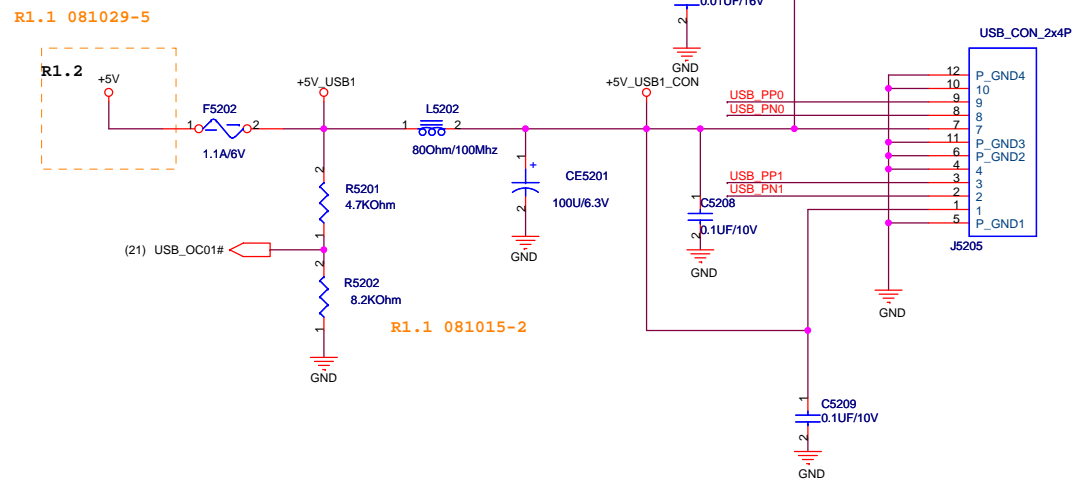 R1.1 081029-5
0.01UF/16V
2
GND
USB_CON_2x4P
R1.2
+5V
+5V_USB1
+5V_USB1_CON
F5202
1
2
1.1A/6V
L5202
1
2
80Ohm/100Mhz
USB_PP0
USB_PN0
12
10
9
8
7
11
6
4
3
2
1
5
P_GND4
10
9
8
7
P_GND3
P_GND2
4
3
2
1
P_GND1
J5205
USB_PP1
USB_PN1
1
+
CE5201
100U/6.3V
2
GND
2
R5201
4.7KOhm
1
1
C5208
0.1UF/10V
2
GND
(21) USB_OC01#
2
R5202
8.2KOhm
1
GND
R1.1 081015-2
GND
1
C5209
0.1UF/10V
2
GND